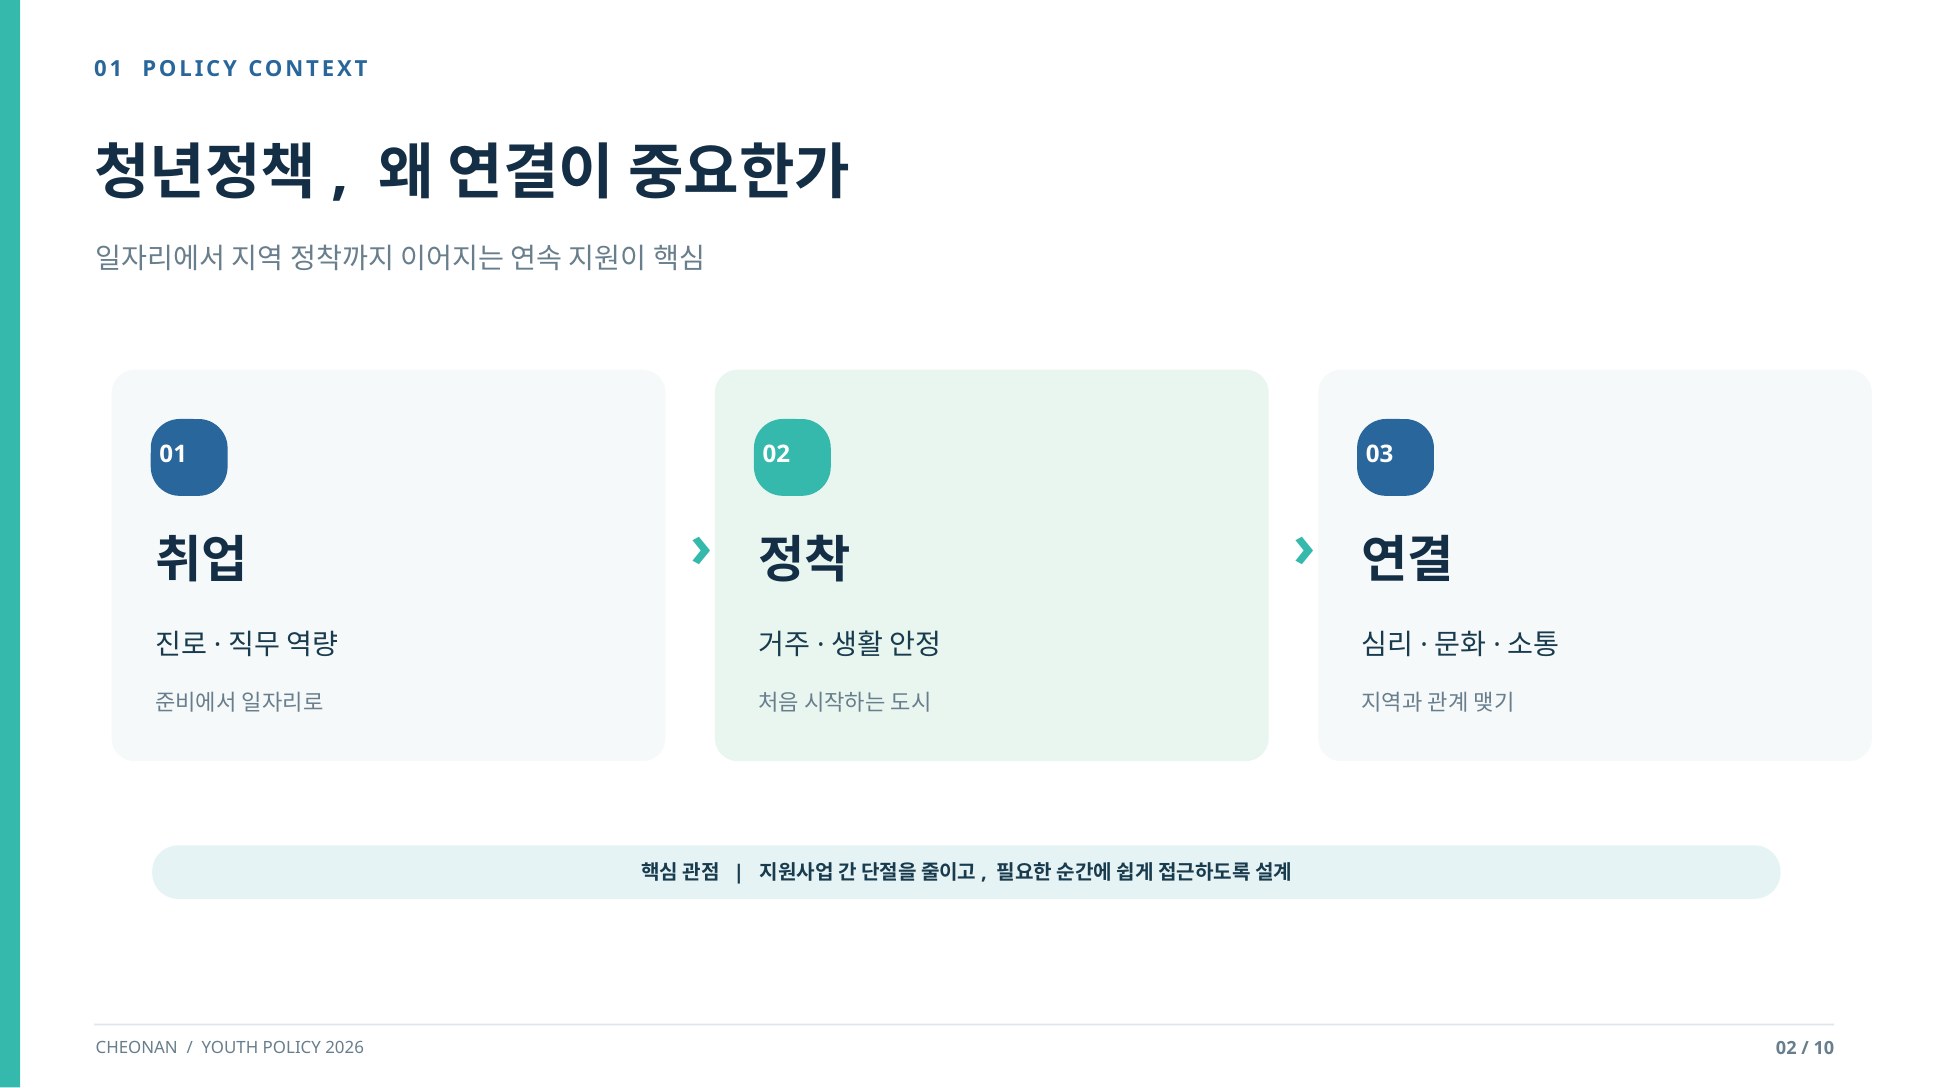 01 POLICY CONTEXT
청년정책 , 왜 연결이 중요한가
일자리에서 지역 정착까지 이어지는 연속 지원이 핵심
01
취업
진로 · 직무 역량
준비에서 일자리로
›
02
정착
거주 · 생활 안정
처음 시작하는 도시
›
03
연결
심리 · 문화 · 소통
지역과 관계 맺기
핵심 관점 | 지원사업 간 단절을 줄이고 , 필요한 순간에 쉽게 접근하도록 설계
CHEONAN / YOUTH POLICY 2026
02 / 10